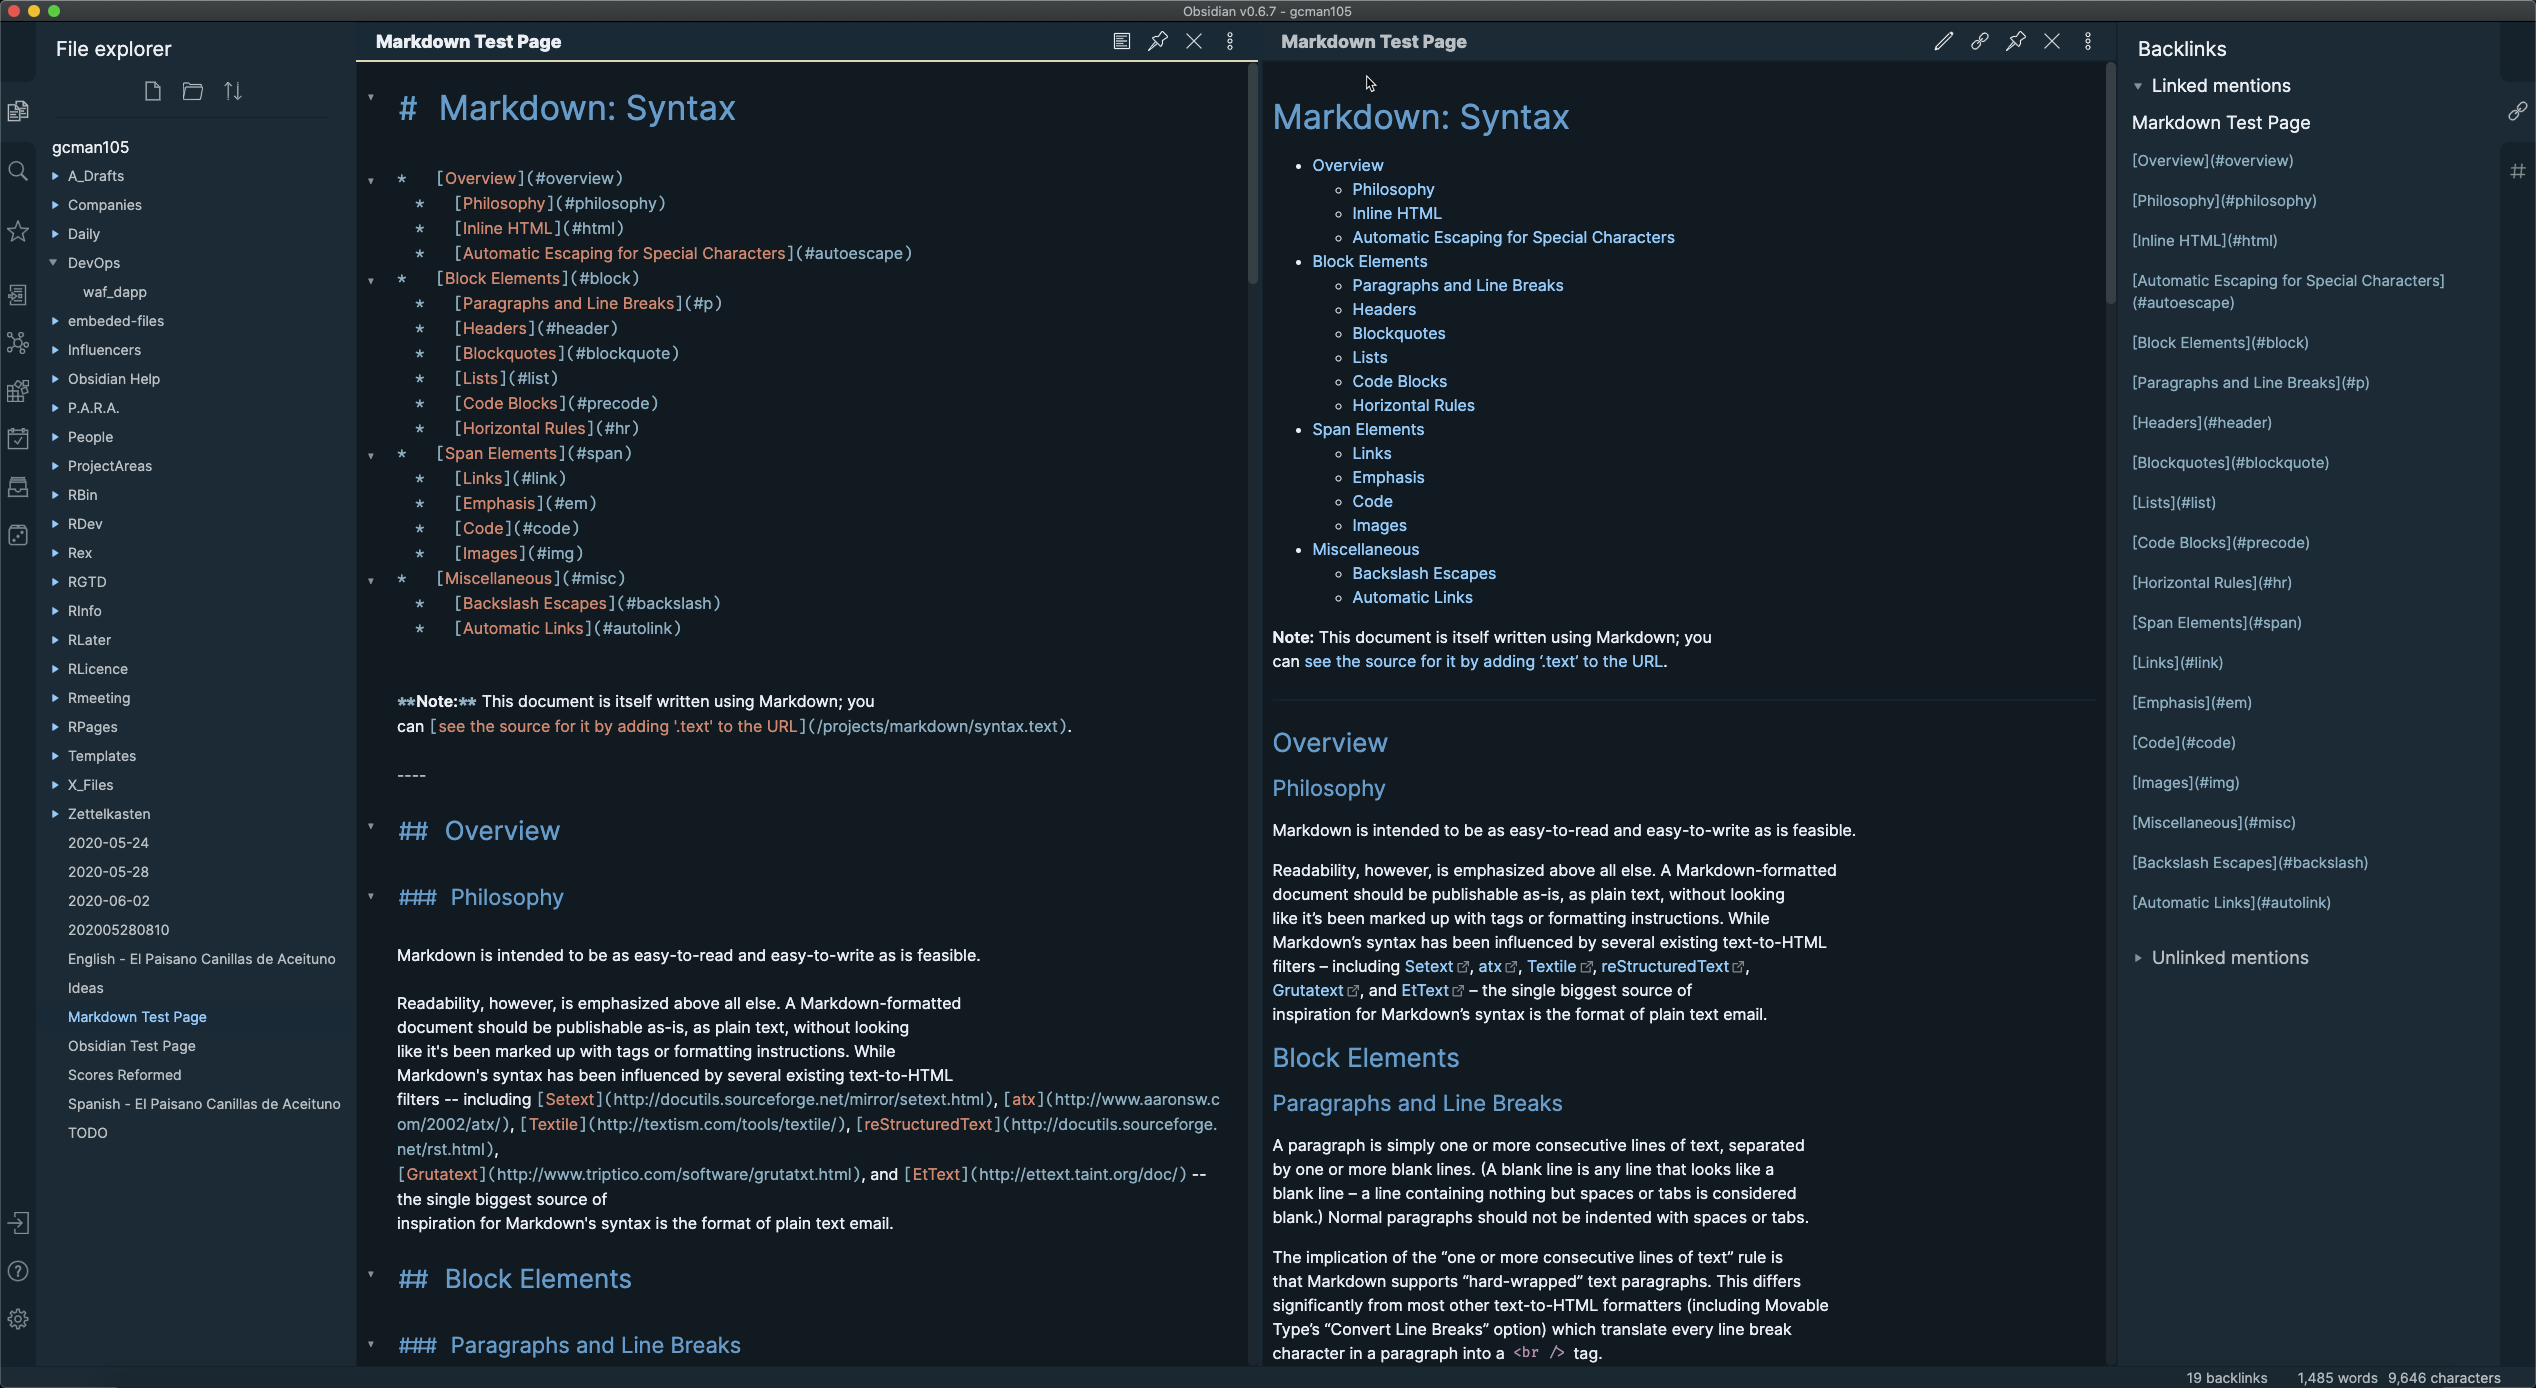 Obsidian v0.6.7 - gcman105
File explorer
gcman105
A_Drafts
Companies
Daily
DevOps
waf_dapp
embeded-files
Influencers
Obsidian Help
P.A.R.A.
People
ProjectAreas
RBin
RDev
Rex
RGTD
RInfo
RLater
RLicence
Rmeeting
RPages
Templates
X_Files
Zettelkasten
2020-05-24
2020-05-28
2020-06-02
202005280810
English - El Paisano Canillas de Aceituno
Ideas
Markdown Test Page
Obsidian Test Page
Scores Reformed
Spanish - El Paisano Canillas de Aceituno
TODO
Markdown Test Page
# Markdown: Syntax
* [Overview](#overview)
* [Philosophy](#philosophy)
* [Inline HTML](#html)
* [Automatic Escaping for Special Characters](#autoescape)
* [Block Elements](#block)
* [Paragraphs and Line Breaks](#p)
* [Headers](#header)
* [Blockquotes](#blockquote)
* [Lists](#list)
* [Code Blocks](#precode)
* [Horizontal Rules](#hr)
* [Span Elements](#span)
* [Links](#link)
* [Emphasis](#em)
* [Code](#code)
* [Images](#img)
* [Miscellaneous](#misc)
* [Backslash Escapes](#backslash)
* [Automatic Links](#autolink)
**Note:** This document is itself written using Markdown; you
can [see the source for it by adding '.text' to the URL](/projects/markdown/syntax.text).
----
## Overview
### Philosophy
Markdown is intended to be as easy-to-read and easy-to-write as is feasible.
Readability, however, is emphasized above all else. A Markdown-formatted
document should be publishable as-is, as plain text, without looking
like it's been marked up with tags or formatting instructions. While
Markdown's syntax has been influenced by several existing text-to-HTML
filters -- including [Setext](http://docutils.sourceforge.net/mirror/setext.html), [atx](http://www.aaronsw.c
om/2002/atx/), [Textile](http://textism.com/tools/textile/), [reStructuredText](http://docutils.sourceforge.
net/rst.html),
[Grutatext](http://www.triptico.com/software/grutatxt.html), and [EtText](http://ettext.taint.org/doc/) --
the single biggest source of
inspiration for Markdown's syntax is the format of plain text email.
## Block Elements
### Paragraphs and Line Breaks
Markdown Test Page
Markdown: Syntax
• Overview
◦ Philosophy
◦ Inline HTML
◦ Automatic Escaping for Special Characters
• Block Elements
◦ Paragraphs and Line Breaks
◦ Headers
◦ Blockquotes
◦ Lists
◦ Code Blocks
◦ Horizontal Rules
• Span Elements
◦ Links
◦ Emphasis
◦ Code
◦ Images
• Miscellaneous
◦ Backslash Escapes
◦ Automatic Links
Note: This document is itself written using Markdown; you
can see the source for it by adding ‘.text’ to the URL.
Overview
Philosophy
Markdown is intended to be as easy-to-read and easy-to-write as is feasible.
Readability, however, is emphasized above all else. A Markdown-formatted
document should be publishable as-is, as plain text, without looking
like it’s been marked up with tags or formatting instructions. While
Markdown’s syntax has been influenced by several existing text-to-HTML
filters – including Setext, atx, Textile, reStructuredText,
Grutatext, and EtText – the single biggest source of
inspiration for Markdown’s syntax is the format of plain text email.
Block Elements
Paragraphs and Line Breaks
A paragraph is simply one or more consecutive lines of text, separated
by one or more blank lines. (A blank line is any line that looks like a
blank line – a line containing nothing but spaces or tabs is considered
blank.) Normal paragraphs should not be indented with spaces or tabs.
The implication of the “one or more consecutive lines of text” rule is
that Markdown supports “hard-wrapped” text paragraphs. This differs
significantly from most other text-to-HTML formatters (including Movable
Type’s “Convert Line Breaks” option) which translate every line break
character in a paragraph into a <br /> tag.
Backlinks
Linked mentions
Markdown Test Page
[Overview](#overview)
[Philosophy](#philosophy)
[Inline HTML](#html)
[Automatic Escaping for Special Characters]
(#autoescape)
[Block Elements](#block)
[Paragraphs and Line Breaks](#p)
[Headers](#header)
[Blockquotes](#blockquote)
[Lists](#list)
[Code Blocks](#precode)
[Horizontal Rules](#hr)
[Span Elements](#span)
[Links](#link)
[Emphasis](#em)
[Code](#code)
[Images](#img)
[Miscellaneous](#misc)
[Backslash Escapes](#backslash)
[Automatic Links](#autolink)
Unlinked mentions
19 backlinks 1,485 words 9,646 characters